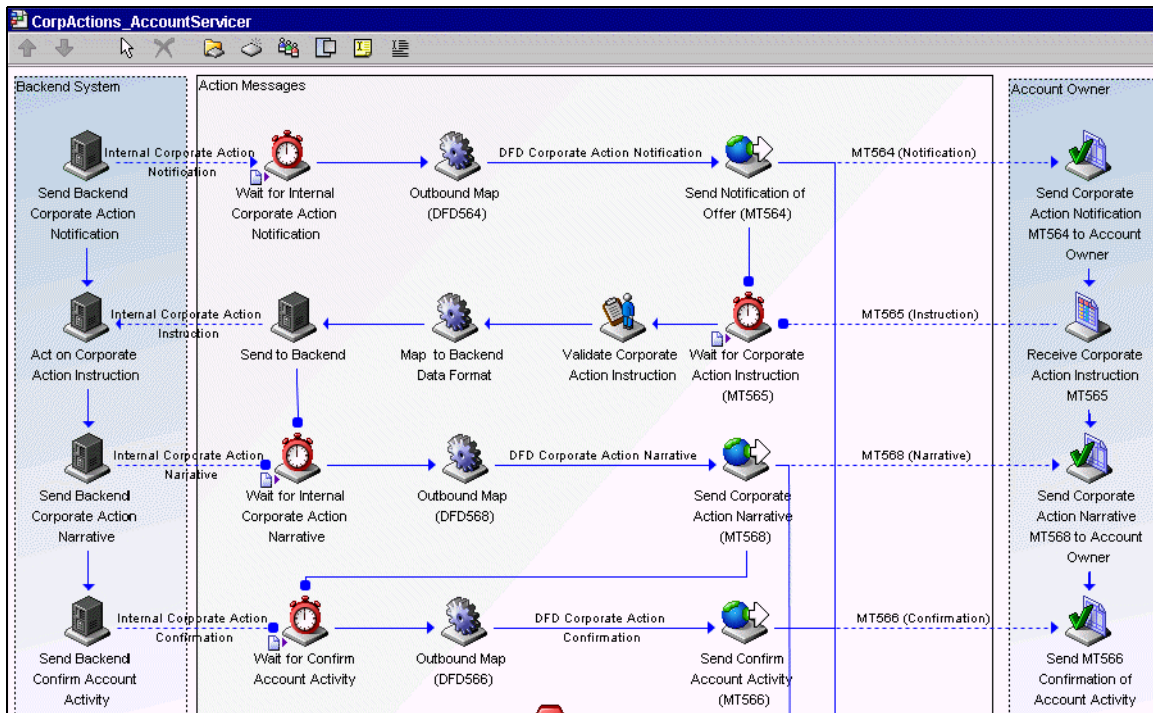 CorpActions_AccountServicer
Backend System
Action Messages
Account Owner
Internal Corporate Action
Notification
DFD Corporate Action Notification
MT564 (Notification)
Send Backend
Corporate Action
Notification
Wait for Internal
Corporate Action
Notification
Outbound Map
(DFD564)
Send Notification of
Offer (MT564)
Send Corporate
Action Notification
MT564 to Account
Owner
Internal Corporate Action
Instruction
MT565 (Instruction)
Act on Corporate
Action Instruction
Send to Backend
Map to Backend
Data Format
Validate Corporate
Action Instruction
Wait for Corporate
Action Instruction
(MT565)
Receive Corporate
Action Instruction
MT565
Internal Corporate Action
Narrative
DFD Corporate Action Narrative
MT568 (Narrative)
Send Backend
Corporate Action
Narrative
Wait for Internal
Corporate Action
Narrative
Outbound Map
(DFD568)
Send Corporate
Action Narrative
(MT568)
Send Corporate
Action Narrative
MT568 to Account
Owner
Internal Corporate Action
Confirmation
DFD Corporate Action
Confirmation
MT566 (Confirmation)
Send Backend
Confirm Account
Activity
Wait for Confirm
Account Activity
Outbound Map
(DFD566)
Send Confirm
Account Activity
(MT566)
Send MT566
Confirmation of
Account Activity